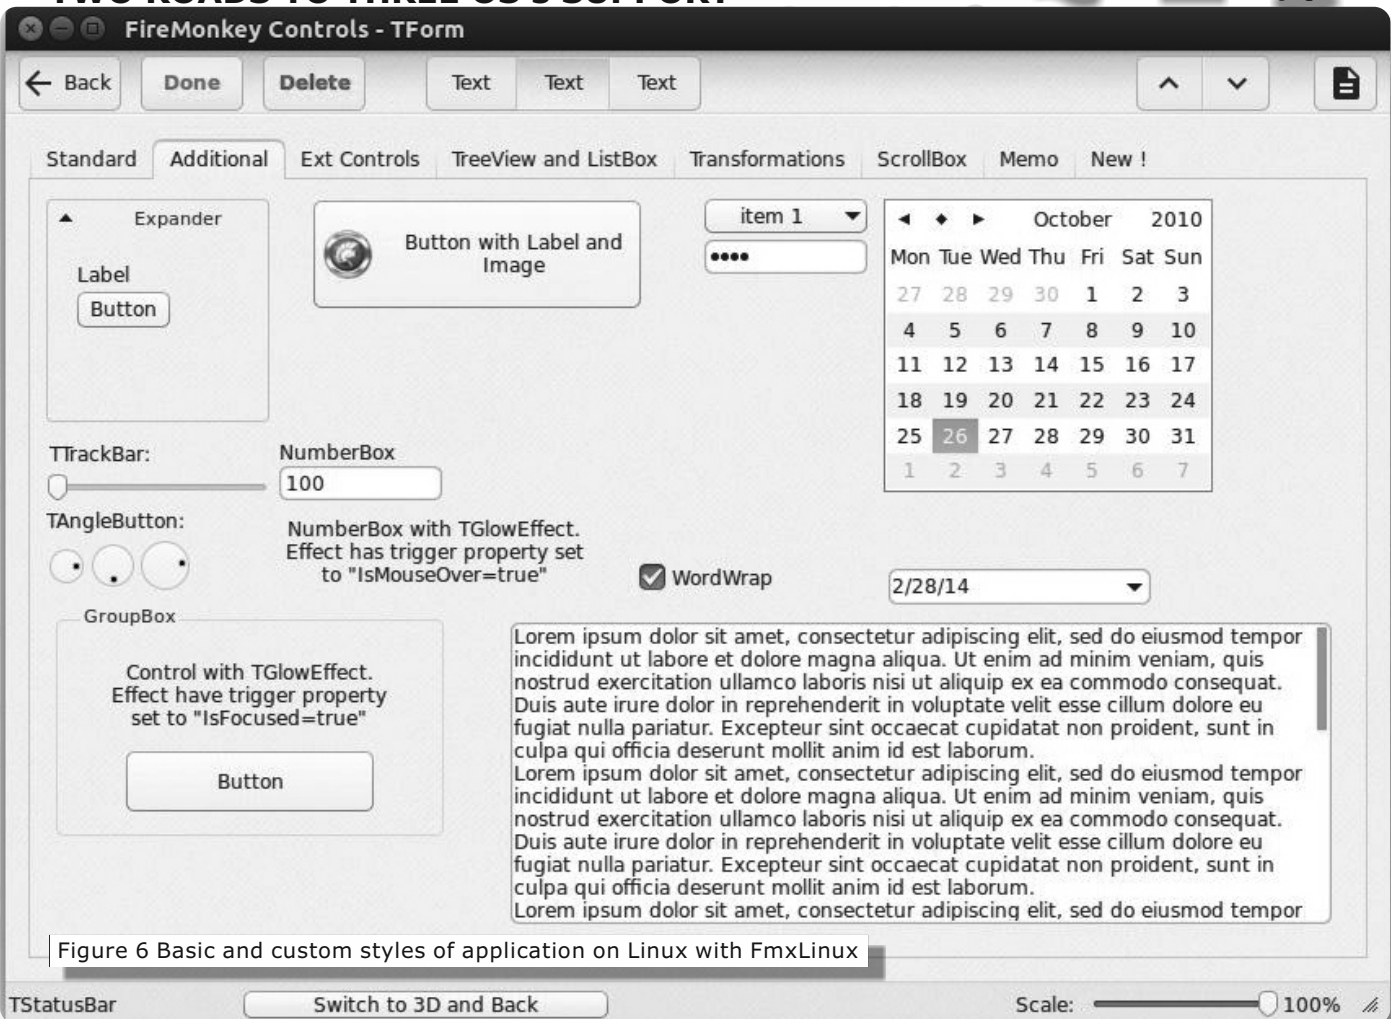 TWO ROADS TO THREE OS'S SUPPORT
FireMonkey Controls - TForm
Back Done Delete Text Text Text
Standard Additional Ext Controls TreeView and ListBox Transformations ScrollBox Memo New !
Expander
Label
Button
Button with Label and
Image
item 1
October 2010
Mon Tue Wed Thu Fri Sat Sun
27 28 29 30 1 2 3
4 5 6 7 8 9 10
11 12 13 14 15 16 17
18 19 20 21 22 23 24
25 26 27 28 29 30 31
1 2 3 4 5 6 7
TTrackBar:
NumberBox
100
TAngleButton:
NumberBox with TGlowEffect.
Effect has trigger property set
to "IsMouseOver=true"
WordWrap
2/28/14
GroupBox
Control with TGlowEffect.
Effect have trigger property
set to "IsFocused=true"
Button
Lorem ipsum dolor sit amet, consectetur adipiscing elit, sed do eiusmod tempor
incididunt ut labore et dolore magna aliqua. Ut enim ad minim veniam, quis
nostrud exercitation ullamco laboris nisi ut aliquip ex ea commodo consequat.
Duis aute irure dolor in reprehenderit in voluptate velit esse cillum dolore eu
fugiat nulla pariatur. Excepteur sint occaecat cupidatat non proident, sunt in
culpa qui officia deserunt mollit anim id est laborum.
Lorem ipsum dolor sit amet, consectetur adipiscing elit, sed do eiusmod tempor
incididunt ut labore et dolore magna aliqua. Ut enim ad minim veniam, quis
nostrud exercitation ullamco laboris nisi ut aliquip ex ea commodo consequat.
Duis aute irure dolor in reprehenderit in voluptate velit esse cillum dolore eu
fugiat nulla pariatur. Excepteur sint occaecat cupidatat non proident, sunt in
culpa qui officia deserunt mollit anim id est laborum.
Lorem ipsum dolor sit amet, consectetur adipiscing elit, sed do eiusmod tempor
Figure 6 Basic and custom styles of application on Linux with FmxLinux
TStatusBar
Switch to 3D and Back
Scale: 100%